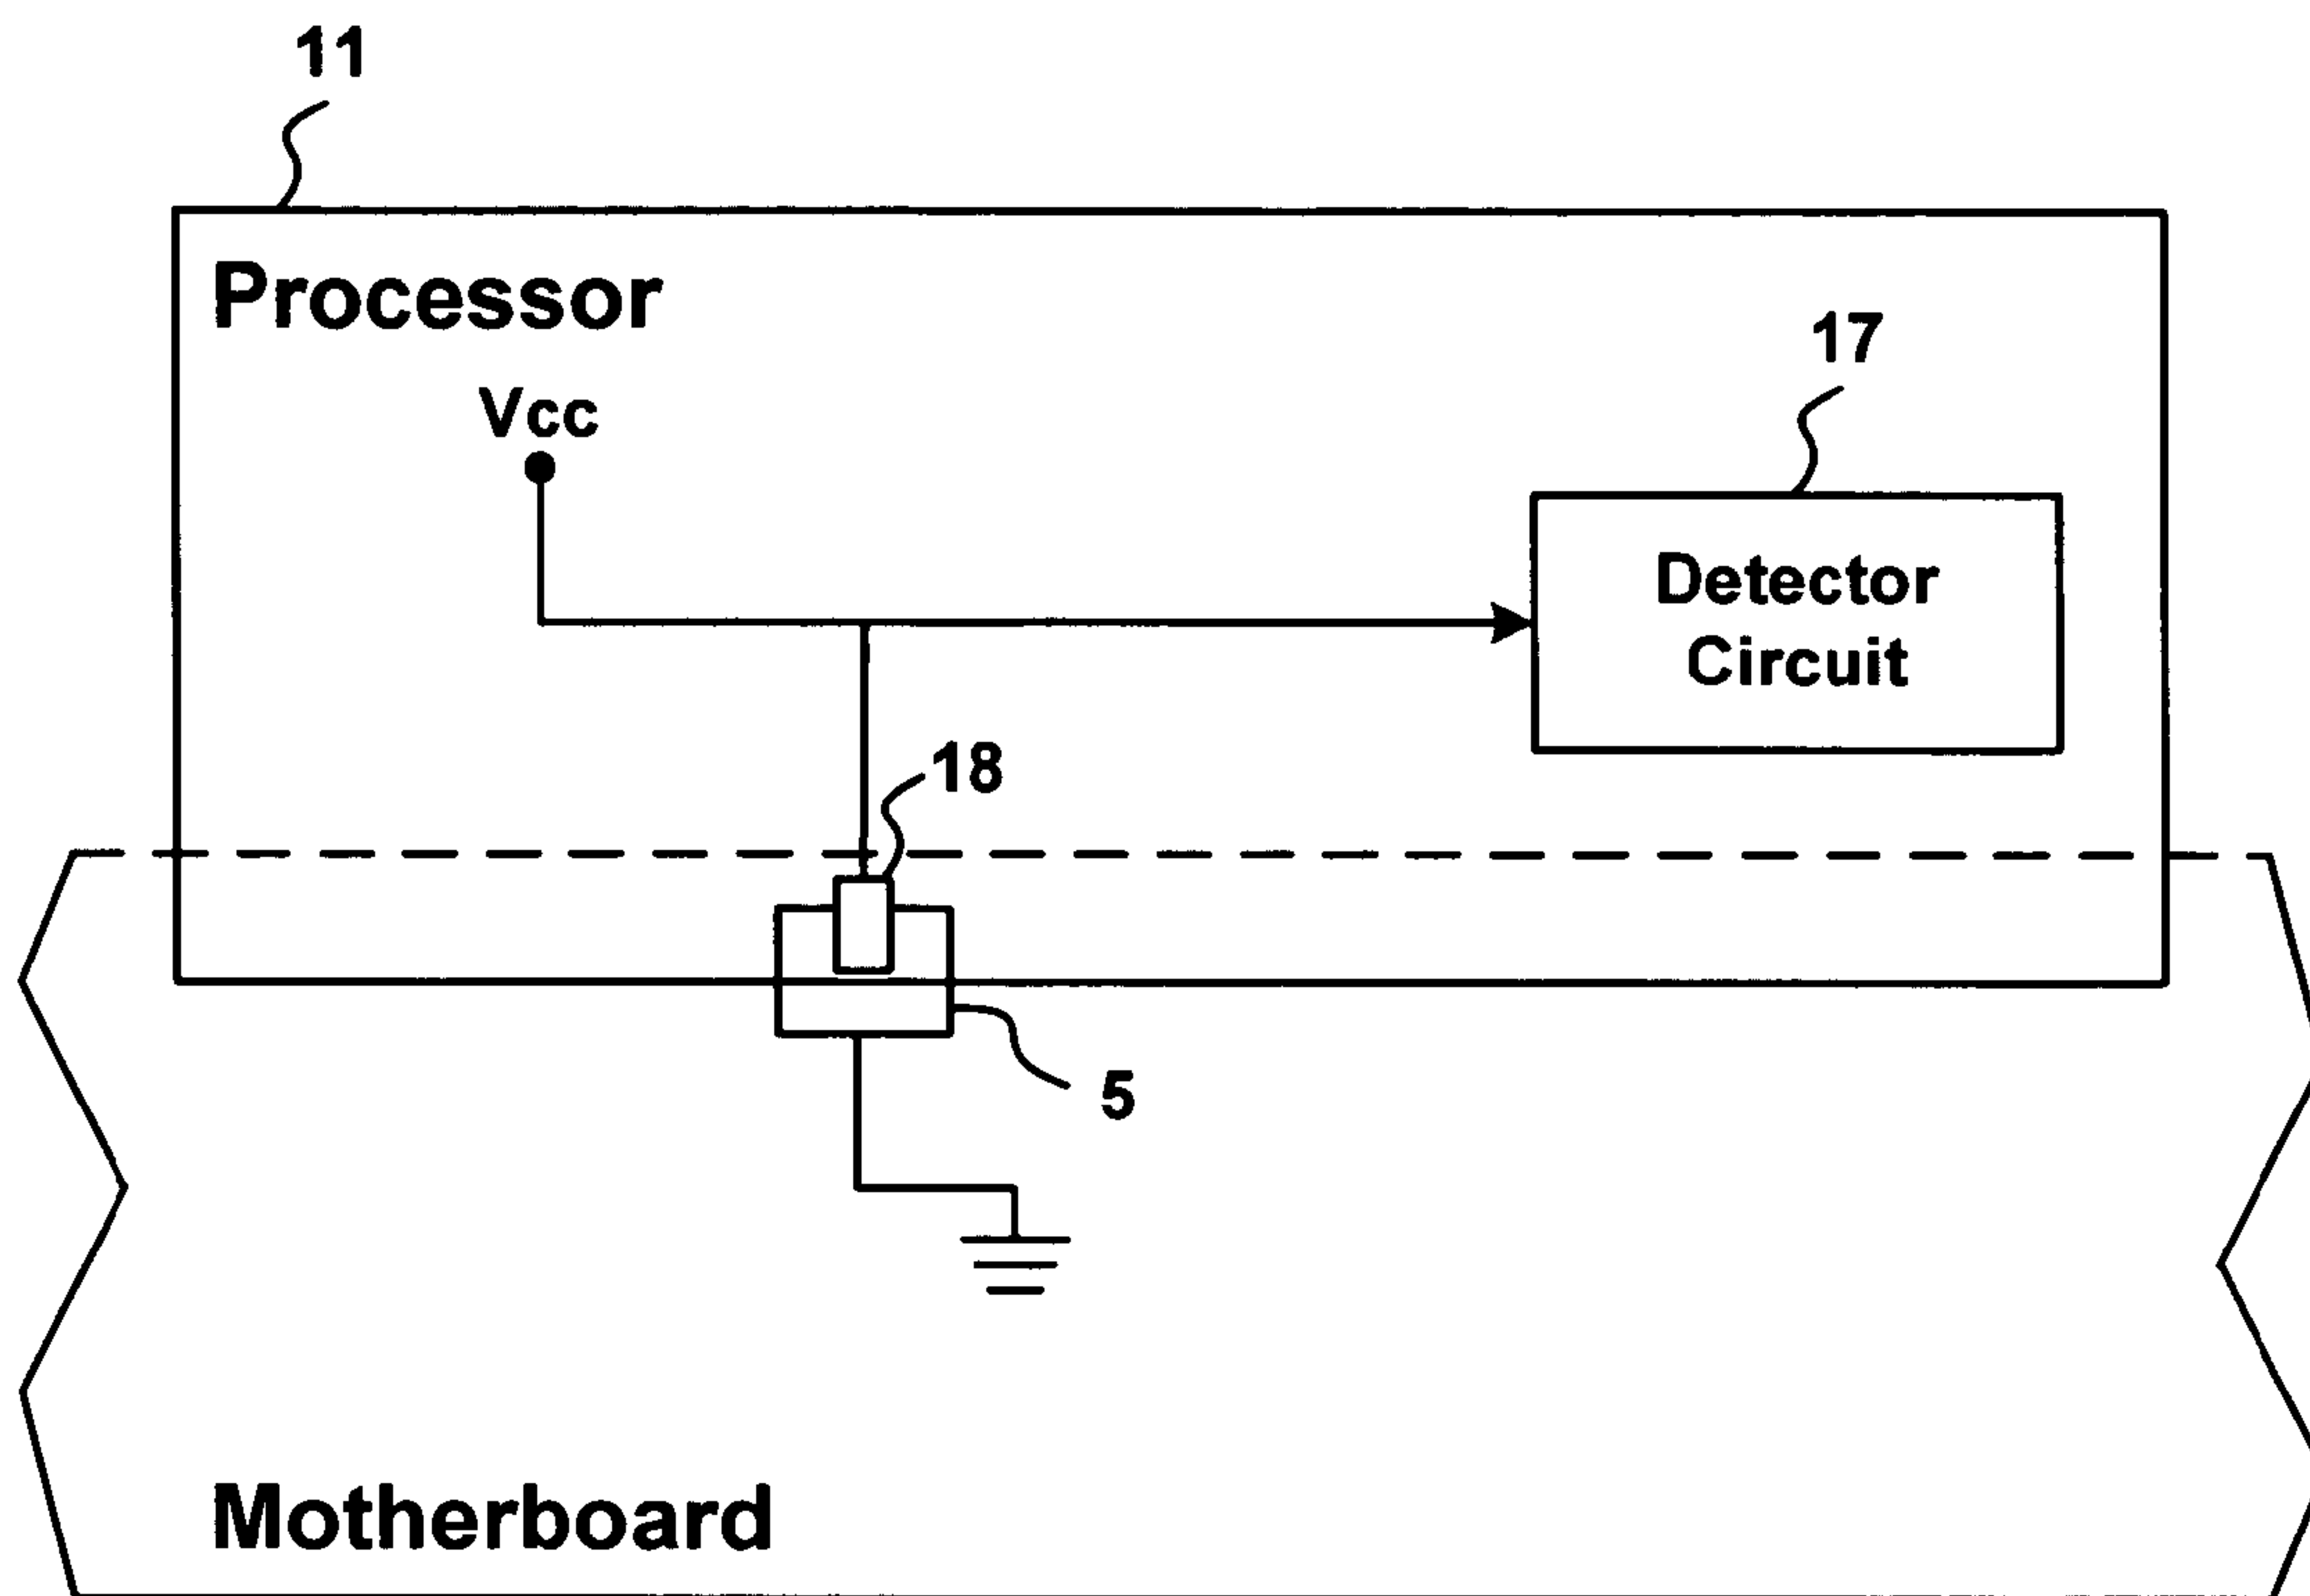 11
Processor
Vcc
17
Detector
Circuit
18
5
Motherboard